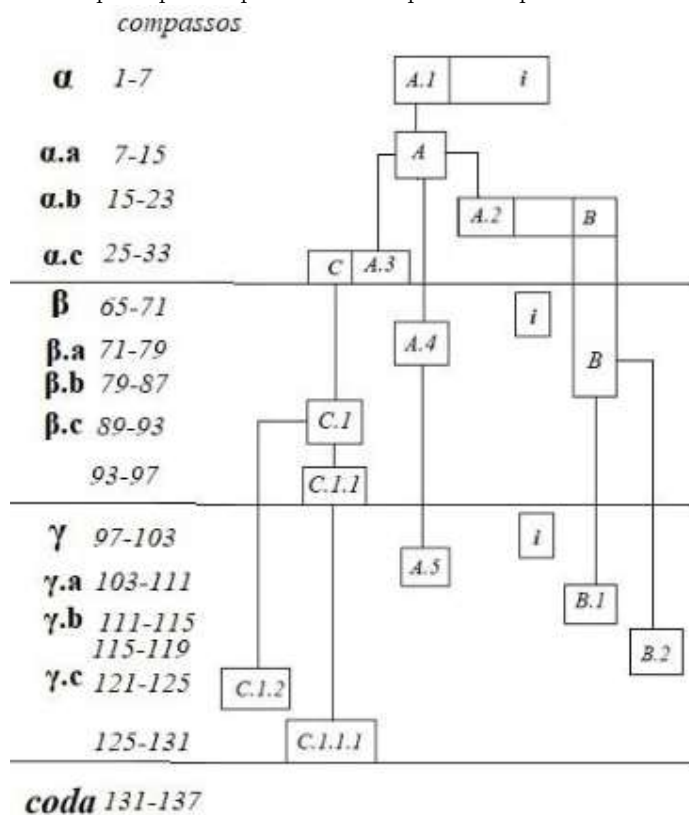 compassos
α 1-7 A.1 i
α.a 7-15 A
α.b 15-23 A.2 B
α.c 25-33 C A.3
β 65-71 i
β.a 71-79 A.4
β.b 79-87 B
β.c 89-93 C.1
93-97 C.1.1
γ 97-103 i
γ.a 103-111 A.5
γ.b 111-115 B.1
115-119 B.2
γ.c 121-125 C.1.2
125-131 C.1.1.1
coda 131-137